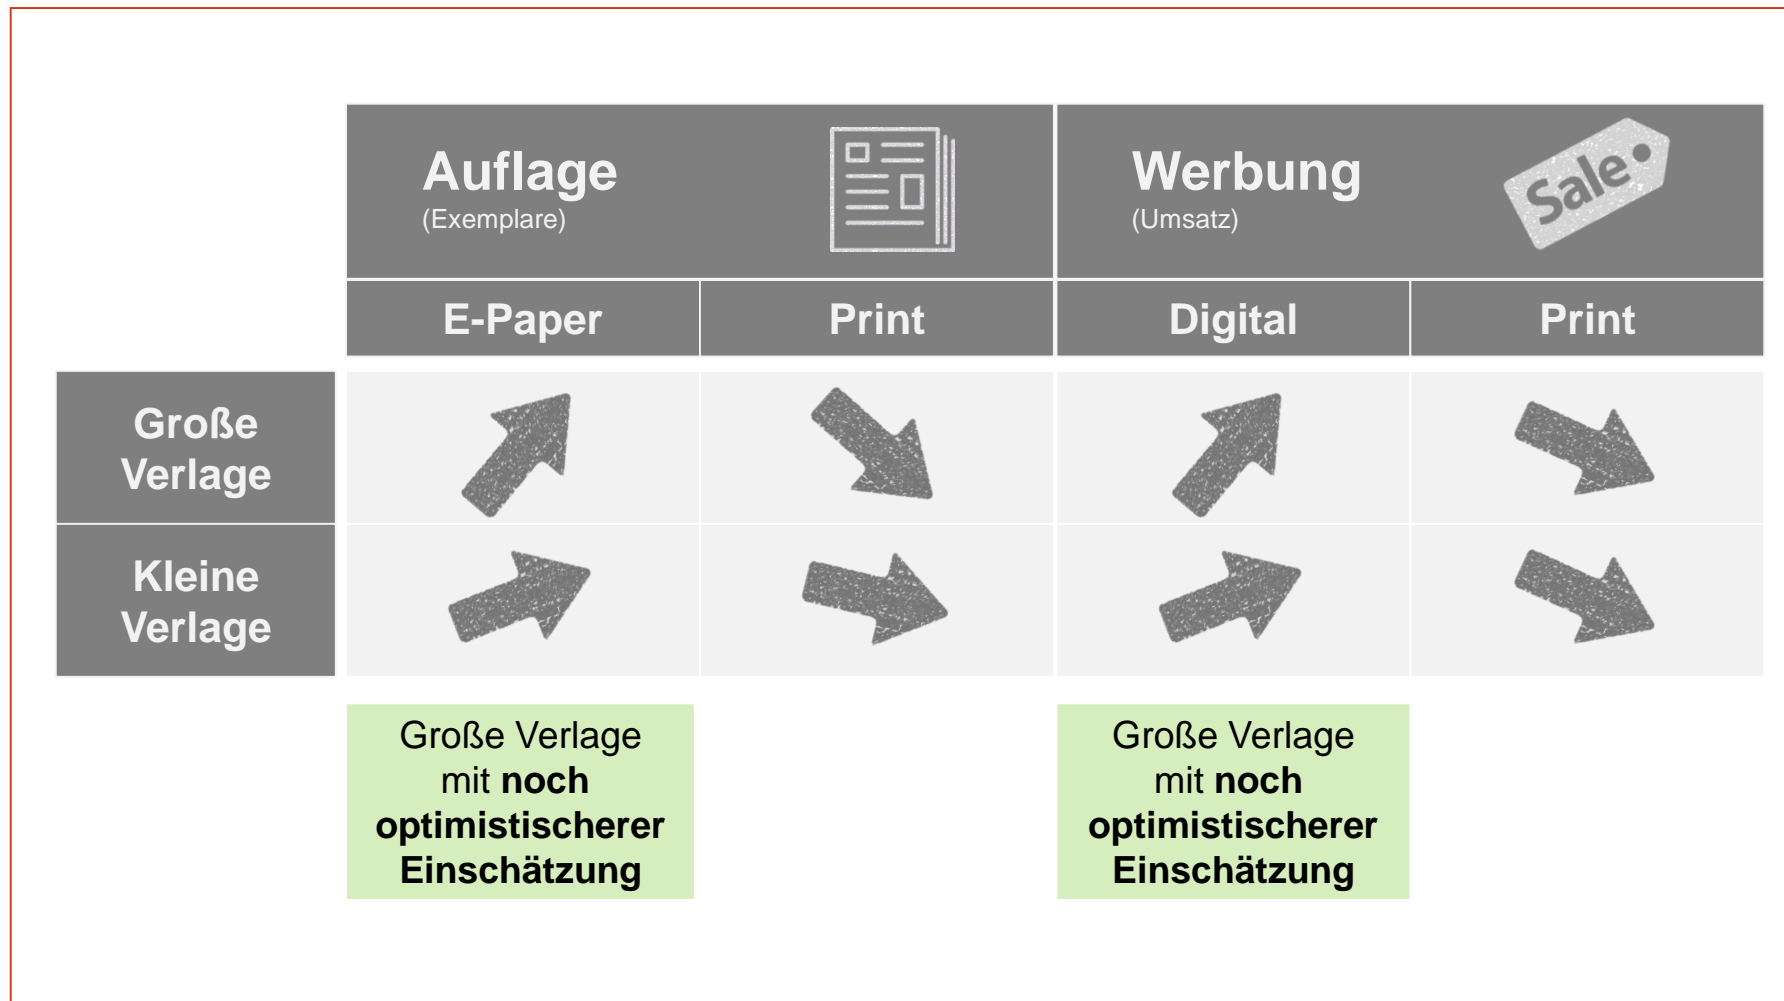 Auflage
(Exemplare)
Werbung
(Umsatz)
Sale
E-Paper
Print
Digital
Print
Große
Verlage
Kleine
Verlage
Große Verlage
mit noch
optimistischerer
Einschätzung
Große Verlage
mit noch
optimistischerer
Einschätzung